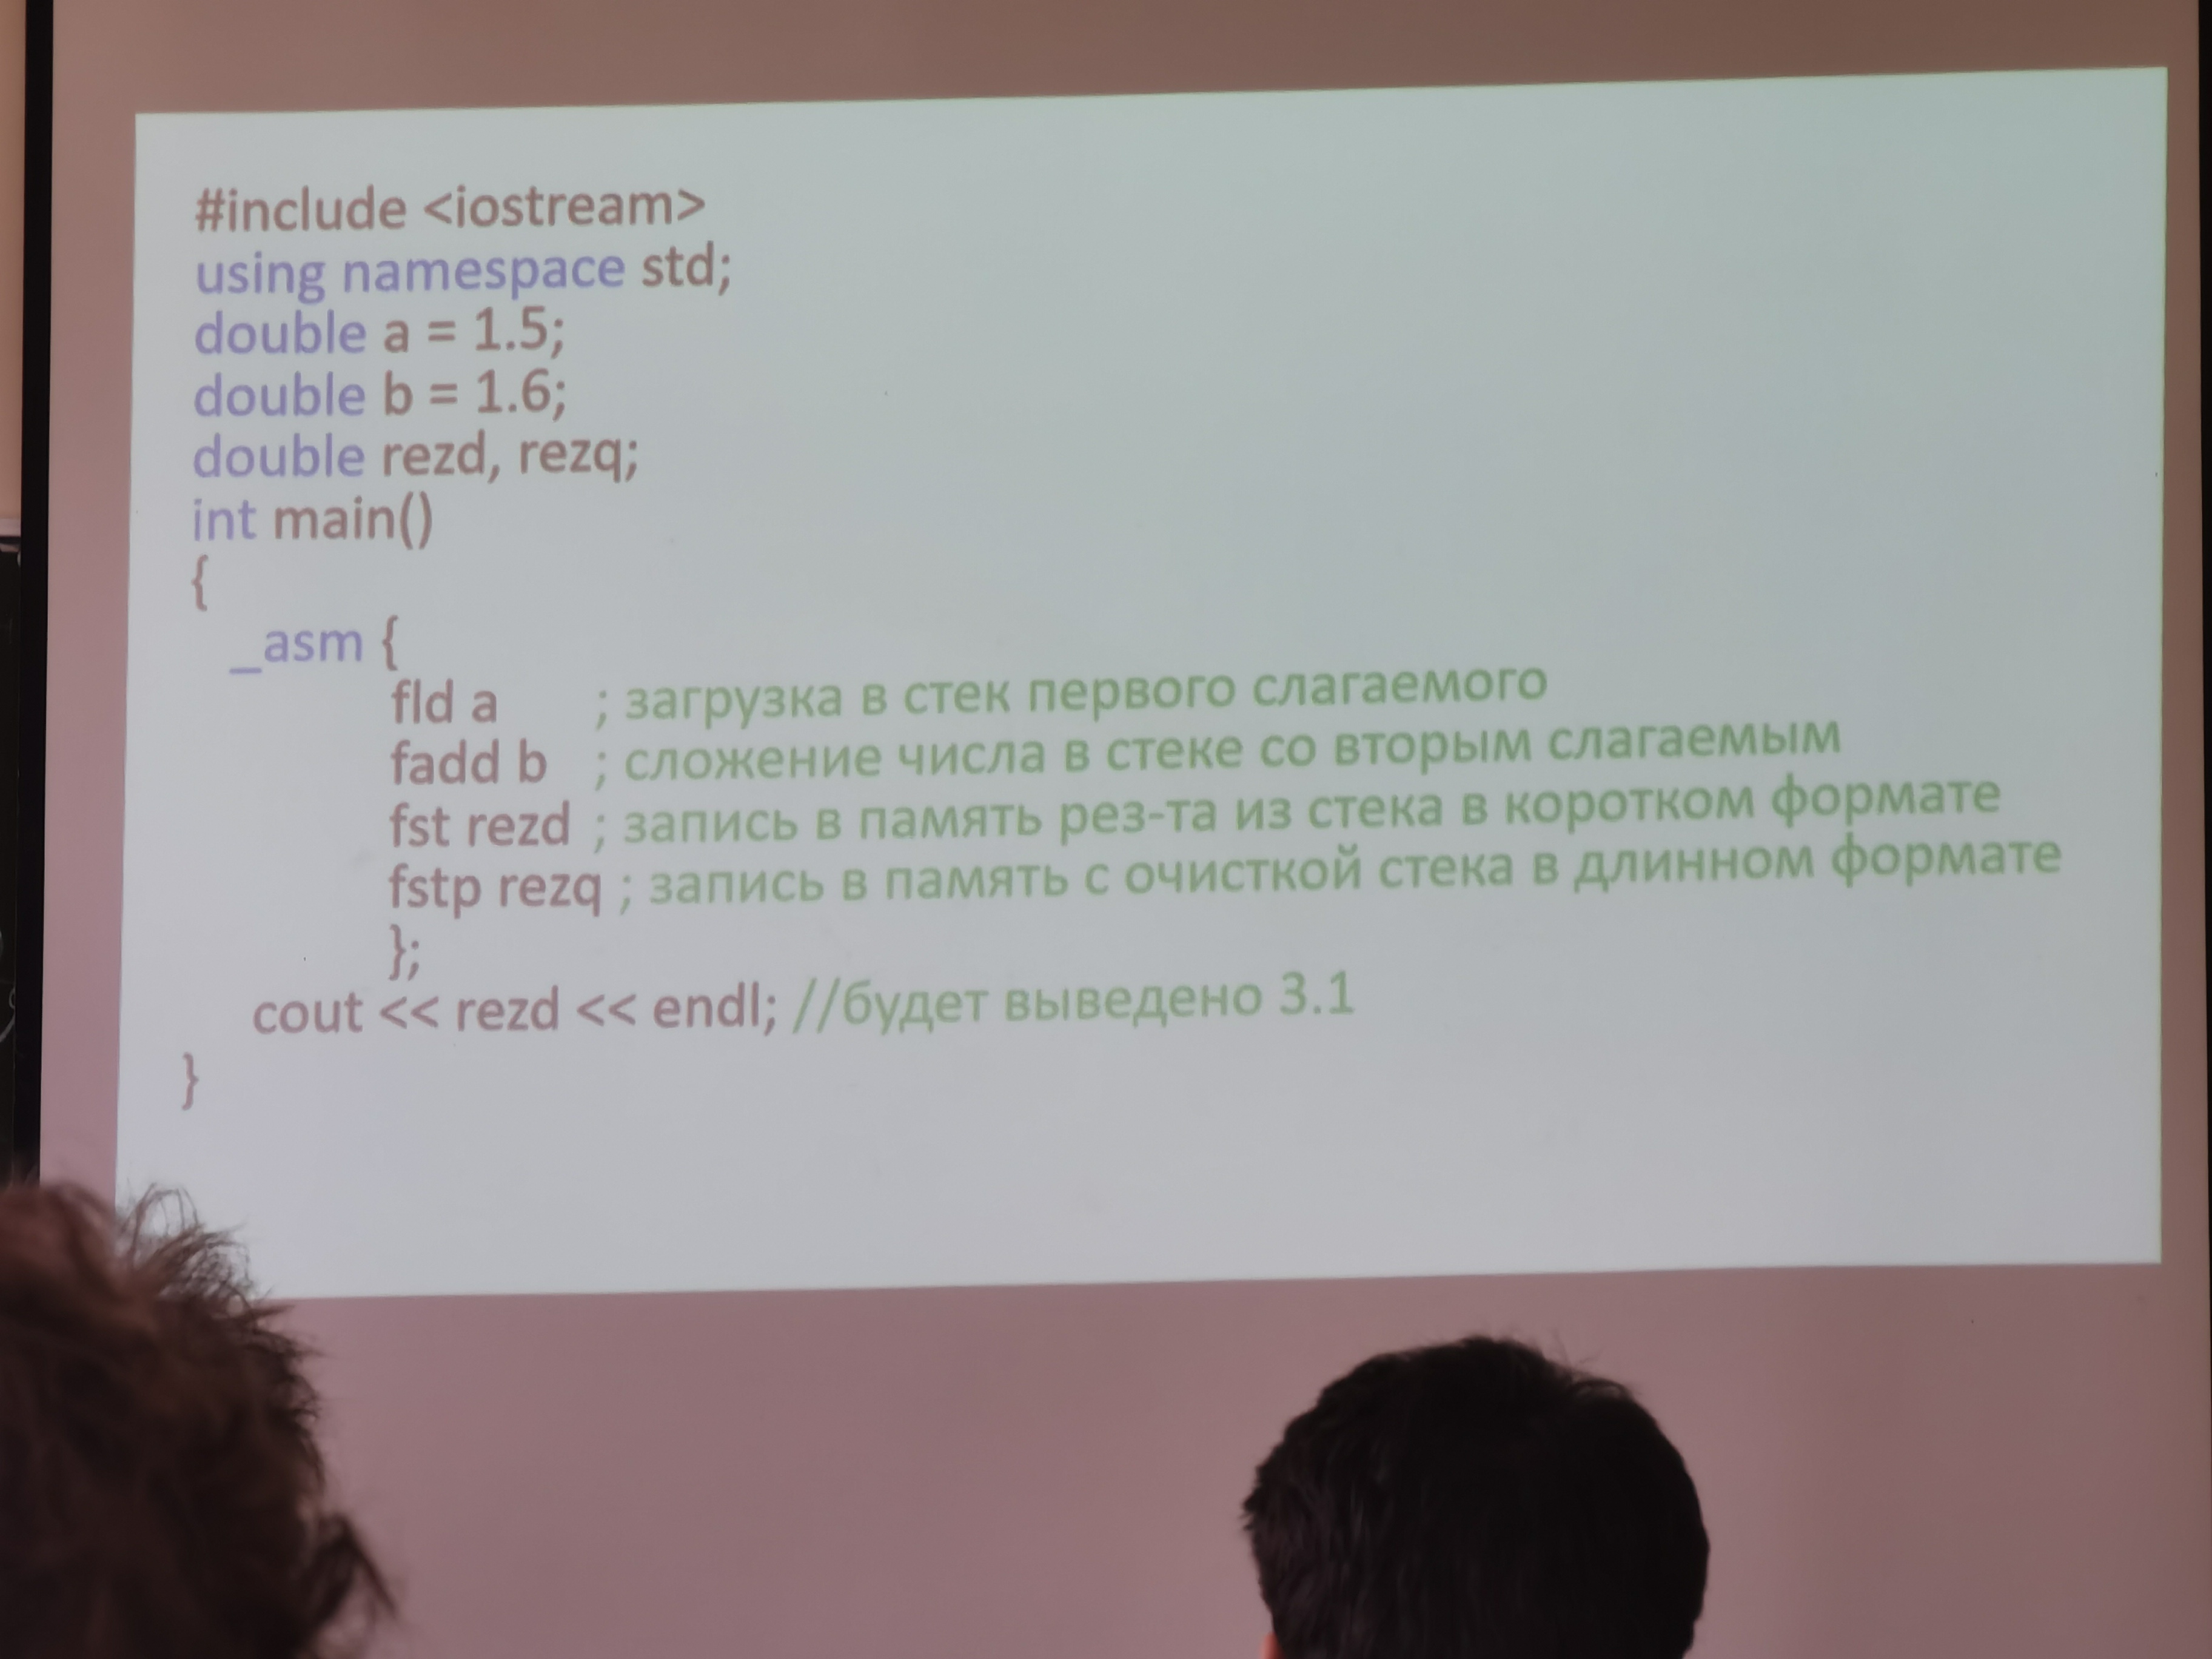 #include <iostream>
using namespace std;
double a = 1.5;
double b = 1.6;
double rezd, rezq;
int main()
{
_asm {
fld a ; загрузка в стек первого слагаемого
fadd b ; сложение числа в стеке со вторым слагаемым
fst rezd ; запись в память рез-та из стека в коротком формате
fstp rezq ; запись в память с очисткой стека в длинном формате
};
cout << rezd << endl; //будет выведено 3.1
}